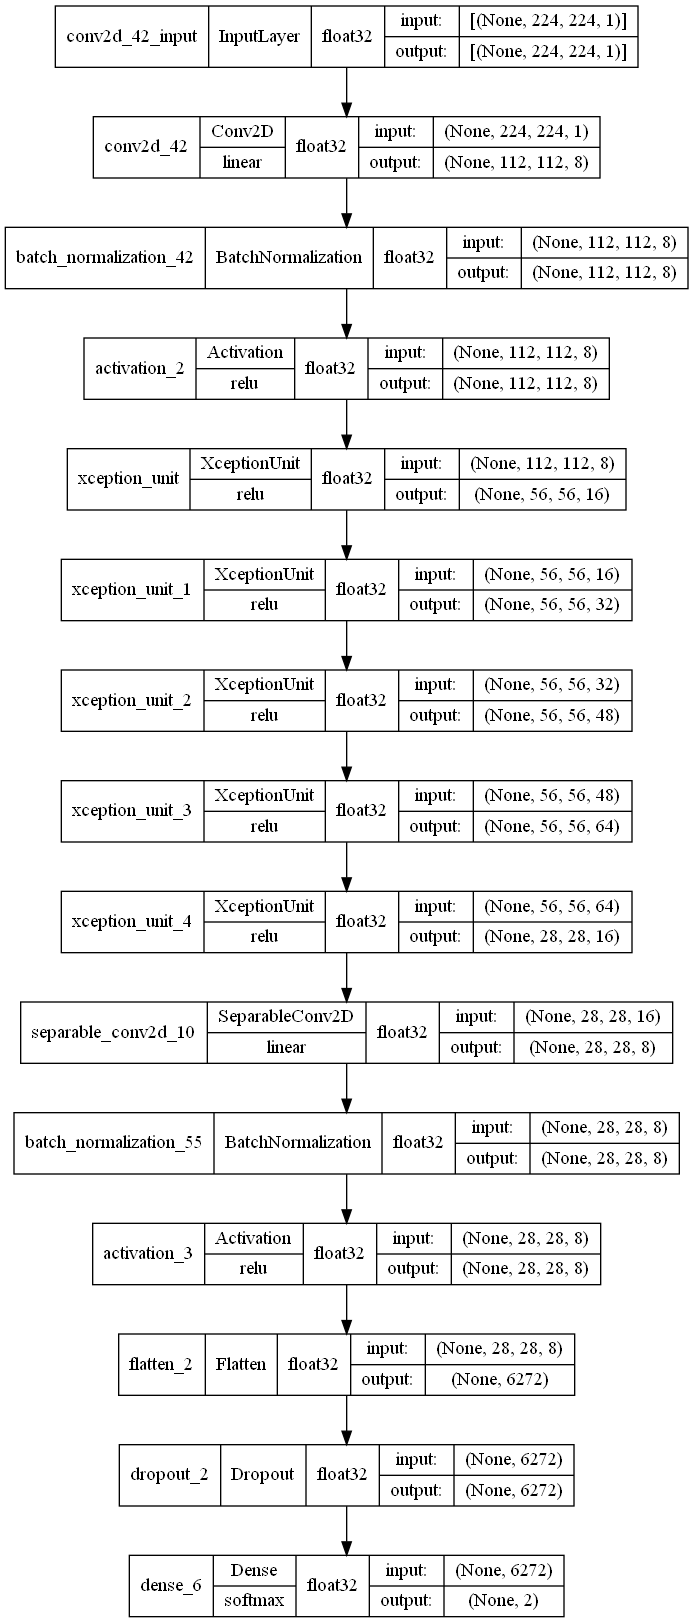 conv2d_42_input InputLayer float32 input: [(None, 224, 224, 1)]
output: [(None, 224, 224, 1)]
conv2d_42 Conv2D linear float32 input: (None, 224, 224, 1)
output: (None, 112, 112, 8)
batch_normalization_42 BatchNormalization float32 input: (None, 112, 112, 8)
output: (None, 112, 112, 8)
activation_2 Activation relu float32 input: (None, 112, 112, 8)
output: (None, 112, 112, 8)
xception_unit XceptionUnit relu float32 input: (None, 112, 112, 8)
output: (None, 56, 56, 16)
xception_unit_1 XceptionUnit relu float32 input: (None, 56, 56, 16)
output: (None, 56, 56, 32)
xception_unit_2 XceptionUnit relu float32 input: (None, 56, 56, 32)
output: (None, 56, 56, 48)
xception_unit_3 XceptionUnit relu float32 input: (None, 56, 56, 48)
output: (None, 56, 56, 64)
xception_unit_4 XceptionUnit relu float32 input: (None, 56, 56, 64)
output: (None, 28, 28, 16)
separable_conv2d_10 SeparableConv2D linear float32 input: (None, 28, 28, 16)
output: (None, 28, 28, 8)
batch_normalization_55 BatchNormalization float32 input: (None, 28, 28, 8)
output: (None, 28, 28, 8)
activation_3 Activation relu float32 input: (None, 28, 28, 8)
output: (None, 28, 28, 8)
flatten_2 Flatten float32 input: (None, 28, 28, 8)
output: (None, 6272)
dropout_2 Dropout float32 input: (None, 6272)
output: (None, 6272)
dense_6 Dense softmax float32 input: (None, 6272)
output: (None, 2)